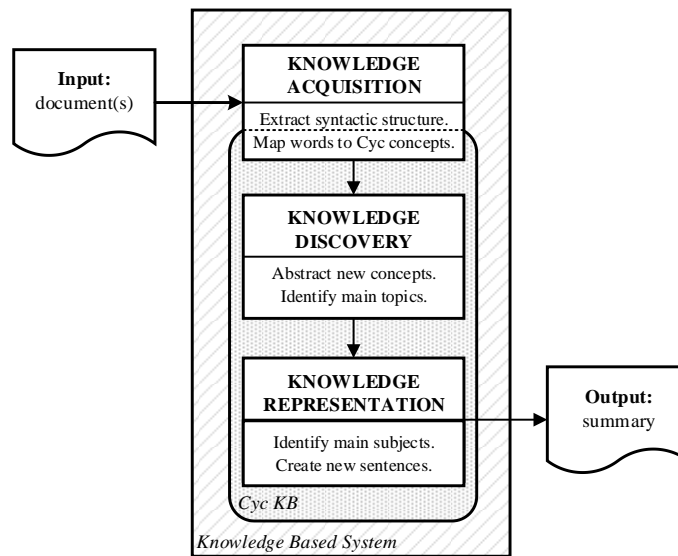 Input:
document(s)
KNOWLEDGE
ACQUISITION
Extract syntactic structure.
Map words to Cyc concepts.
KNOWLEDGE
DISCOVERY
Abstract new concepts.
Identify main topics.
KNOWLEDGE
REPRESENTATION
Identify main subjects.
Create new sentences.
Output:
summary
Cyc KB
Knowledge Based System